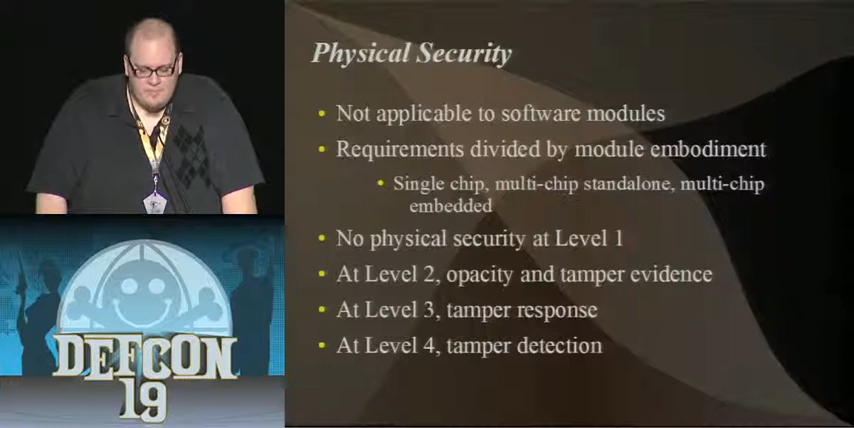 Physical Security
Not applicable to software modules
Requirements divided by module embodiment
Single chip, multi-chip standalone, multi-chip
embedded
No physical security at Level 1
At Level 2, opacity and tamper evidence
At Level 3, tamper response
At Level 4, tamper detection
DEFCON
19